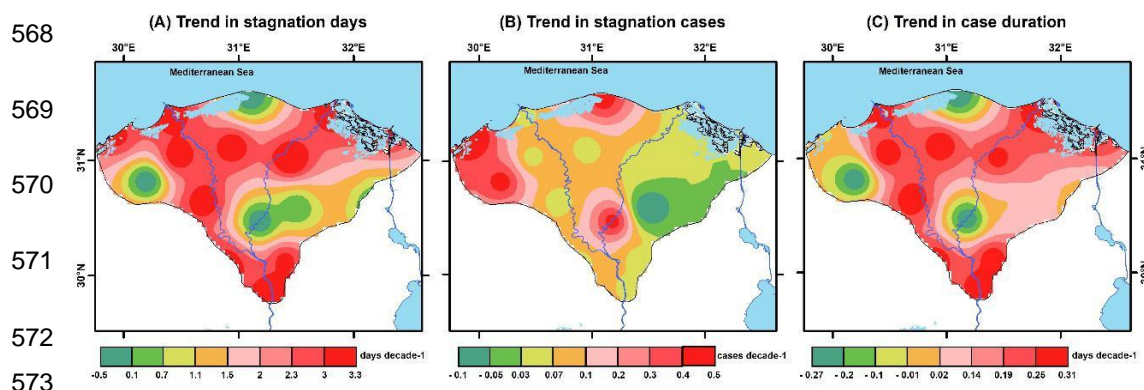 568
569
570
571
572
573
(A) Trend in stagnation days
30°E 31°E 32°E
Mediterranean Sea
31°N
30°N
-0.5 0.1 0.7 1.1 1.5 2 2.3 3 3.3
days decade-1
(B) Trend in stagnation cases
30°E 31°E 32°E
Mediterranean Sea
-0.1 -0.05 0.03 0.07 0.1 0.2 0.3 0.4 0.5
cases decade-1
(C) Trend in case duration
30°E 31°E 32°E
Mediterranean Sea
31°N
30°N
-0.27 -0.2 -0.1 -0.01 0.02 0.14 0.19 0.25 0.31
days decade-1